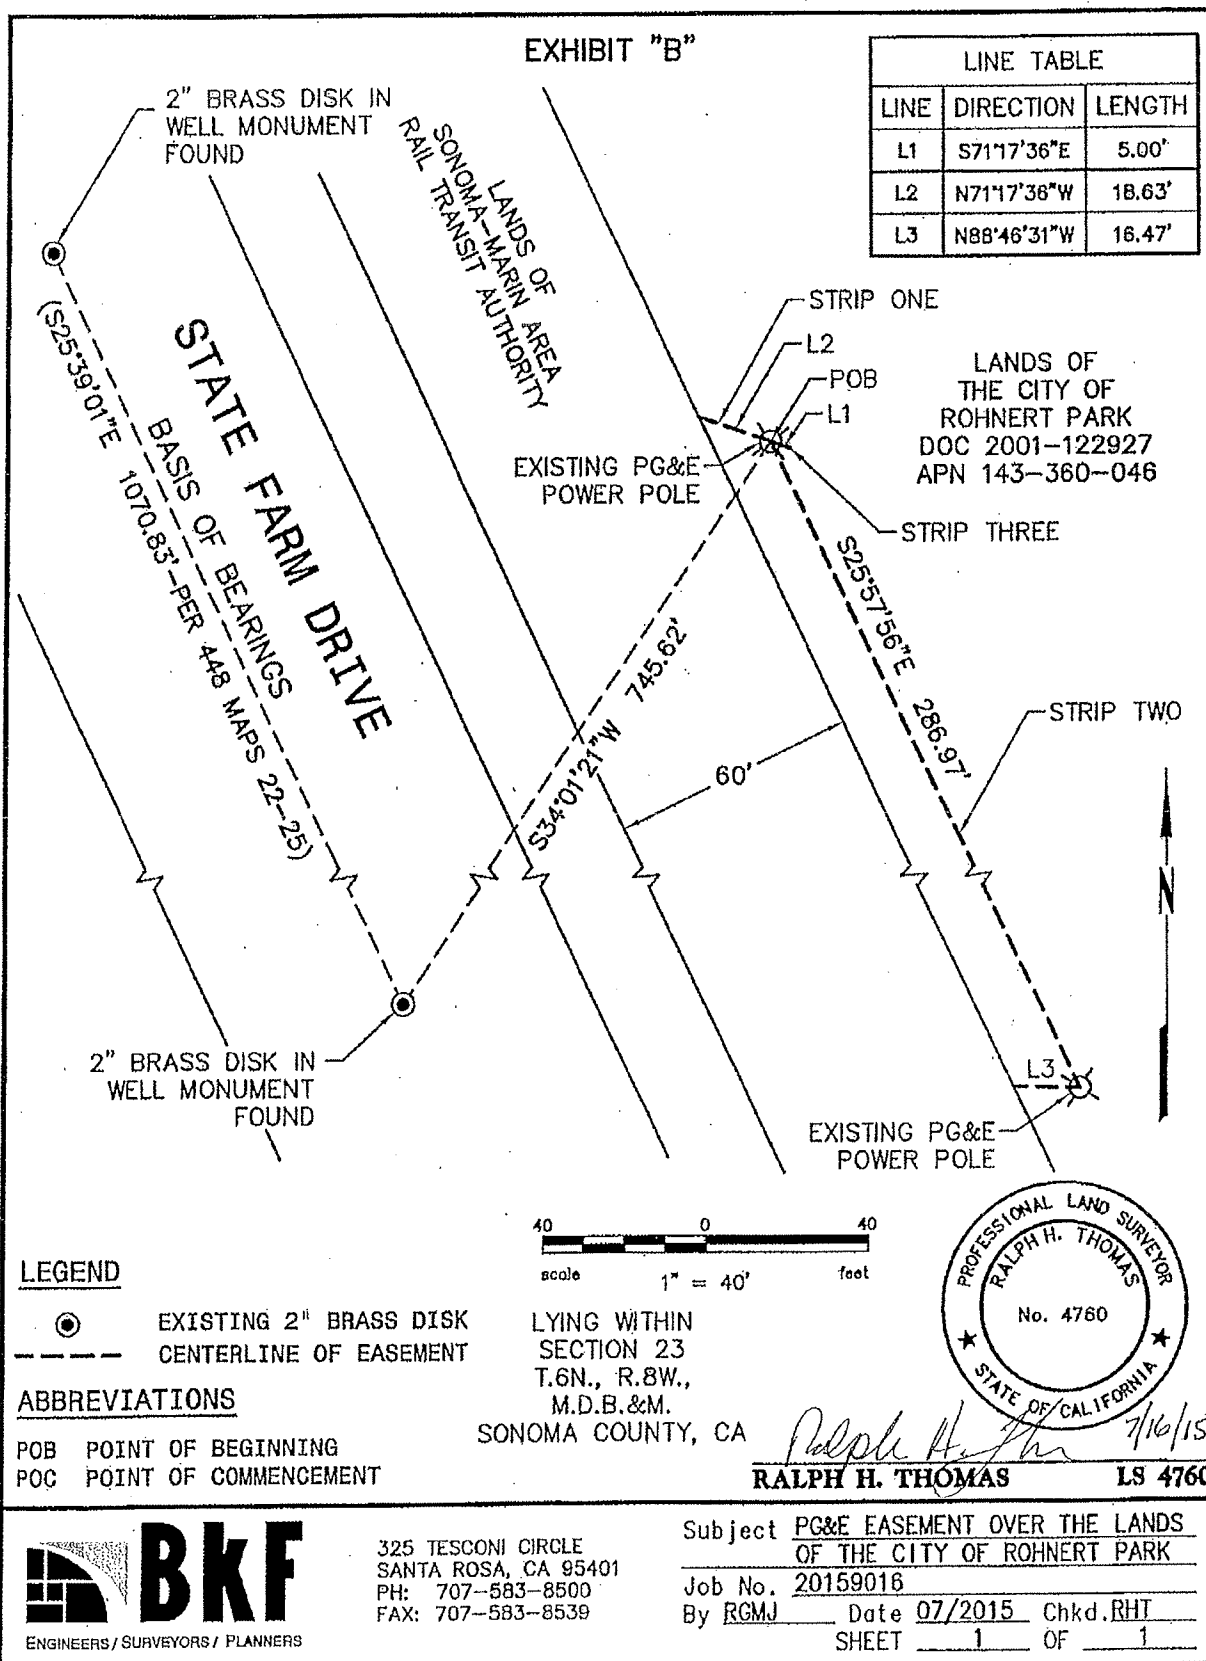 EXHIBIT "B"
LINE TABLE
LINE DIRECTION LENGTH
L1 S71°17'36"E 5.00'
L2 N71°17'36"W 18.63'
L3 N88°46'31"W 16.47'
2" BRASS DISK IN
WELL MONUMENT
FOUND
LANDS OF
SONOMA-MARIN AREA
RAIL TRANSIT AUTHORITY
STATE FARM DRIVE
BASIS OF BEARINGS
(S25°39'01"E 1070.83'-PER 448 MAPS 22-25)
STRIP ONE
L2
POB
L1
LANDS OF
THE CITY OF
ROHNERT PARK
DOC 2001-122927
APN 143-360-046
EXISTING PG&E
POWER POLE
STRIP THREE
S25°57'56"E 286.97'
S34°01'21"W 745.62'
STRIP TWO
60'
N
2" BRASS DISK IN
WELL MONUMENT
FOUND
L3
EXISTING PG&E
POWER POLE
40 0 40
scale 1" = 40' feet
LEGEND
EXISTING 2" BRASS DISK
CENTERLINE OF EASEMENT
ABBREVIATIONS
POB POINT OF BEGINNING
POC POINT OF COMMENCEMENT
LYING WITHIN
SECTION 23
T.6N., R.8W.,
M.D.B.&M.
SONOMA COUNTY, CA
PROFESSIONAL LAND SURVEYOR
RALPH H. THOMAS
No. 4760
STATE OF CALIFORNIA
7/16/15
RALPH H. THOMAS LS 4760
BKF
ENGINEERS / SURVEYORS / PLANNERS
325 TESCONI CIRCLE
SANTA ROSA, CA 95401
PH: 707-583-8500
FAX: 707-583-8539
Subject PG&E EASEMENT OVER THE LANDS
OF THE CITY OF ROHNERT PARK
Job No. 20159016
By RGMJ Date 07/2015 Chkd. RHT
SHEET 1 OF 1